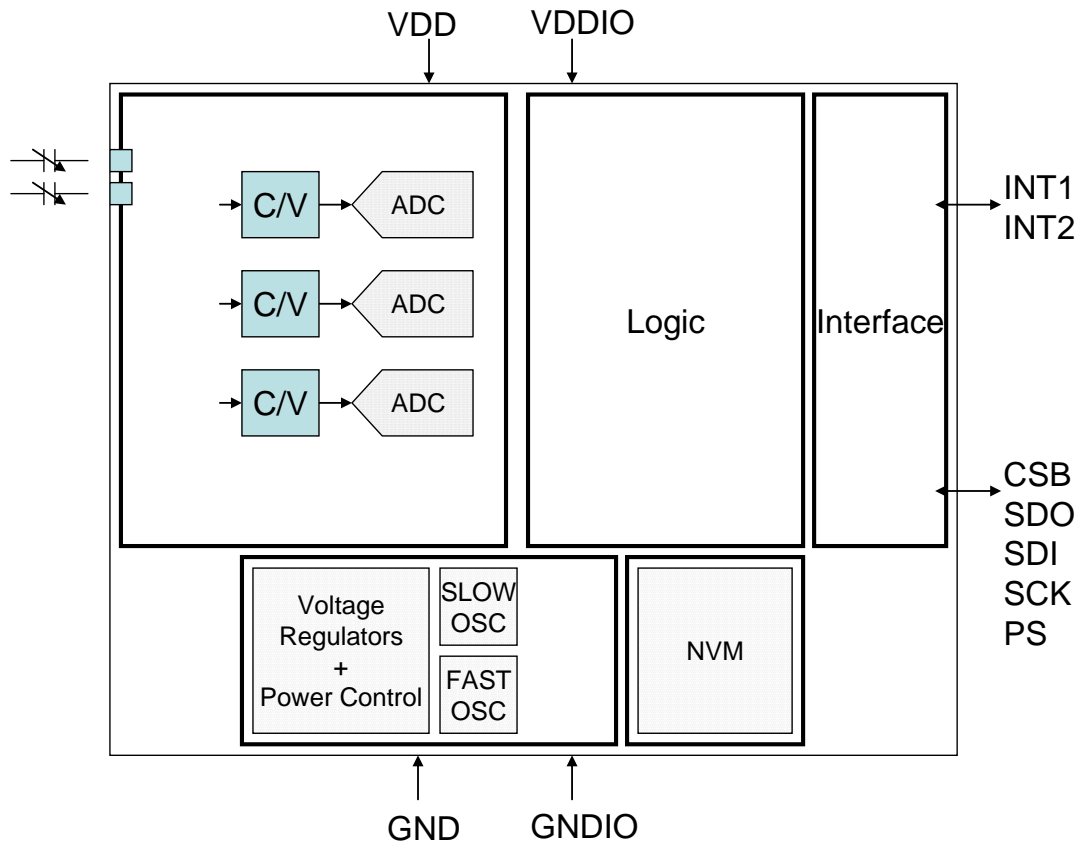 VDD
VDDIO
C/V
ADC
C/V
ADC
C/V
ADC
Logic
Interface
INT1
INT2
CSB
SDO
SDI
SCK
PS
Voltage
Regulators
+
Power Control
SLOW
OSC
FAST
OSC
NVM
GND
GNDIO